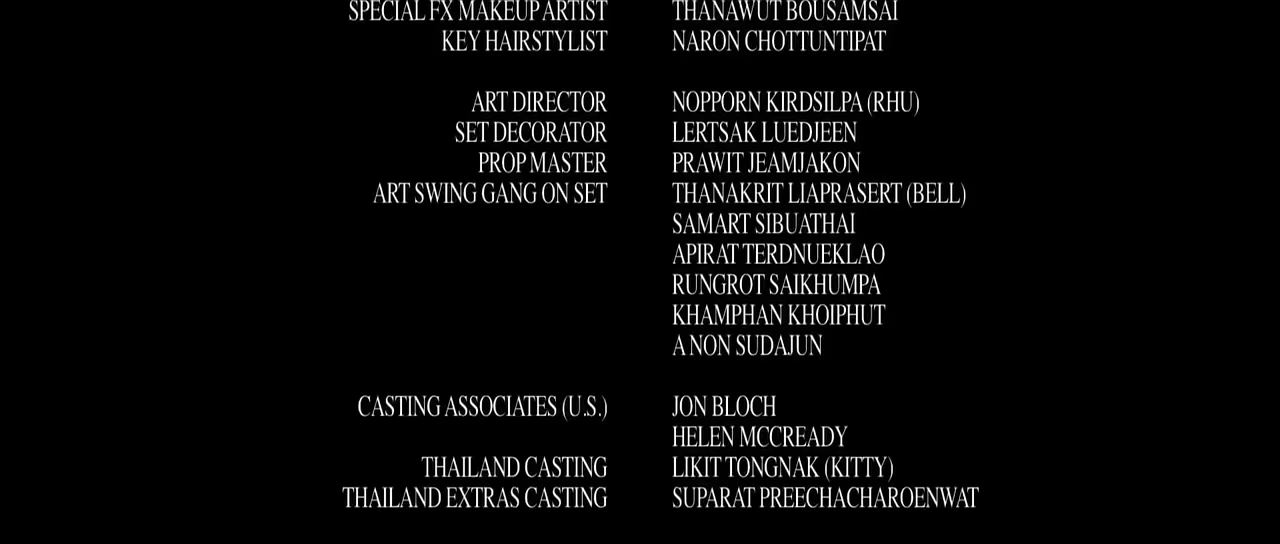 SPECIAL FX MAKEUP ARTIST THANAWUT BOUSAMSAI
KEY HAIRSTYLIST NARON CHOTTUNTIPAT
ART DIRECTOR NOPPORN KIRDSILPA (RHU)
SET DECORATOR LERTSAK LUEDJEEN
PROP MASTER PRAWIT JEAMJAKON
ART SWING GANG ON SET THANAKRIT LIAPRASERT (BELL)
SAMART SIBUATHAI
APIRAT TERDNUEKLAO
RUNGROT SAIKHUMPA
KHAMPHAN KHOIPHUT
A NON SUDAJUN
CASTING ASSOCIATES (U.S.) JON BLOCH
HELEN MCCREADY
THAILAND CASTING LIKIT TONGNAK (KITTY)
THAILAND EXTRAS CASTING SUPARAT PREECHACHAROENWAT